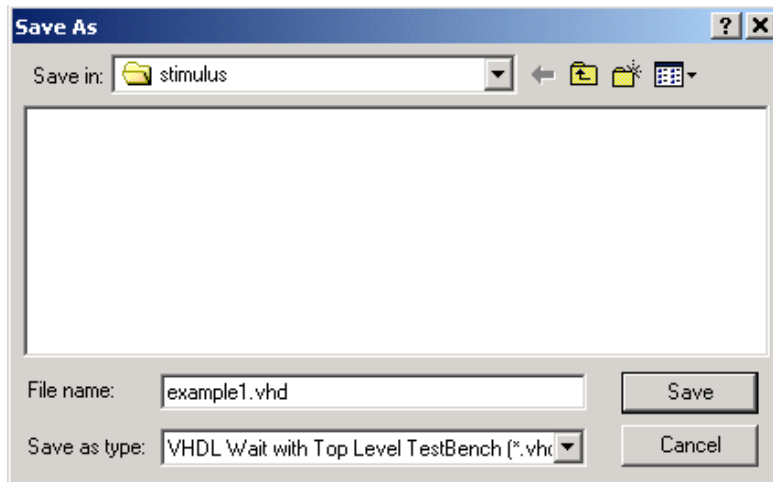 Save As
Save in: stimulus
File name: example1.vhd
Save
Save as type: VHDL Wait with Top Level TestBench (*.vhd
Cancel